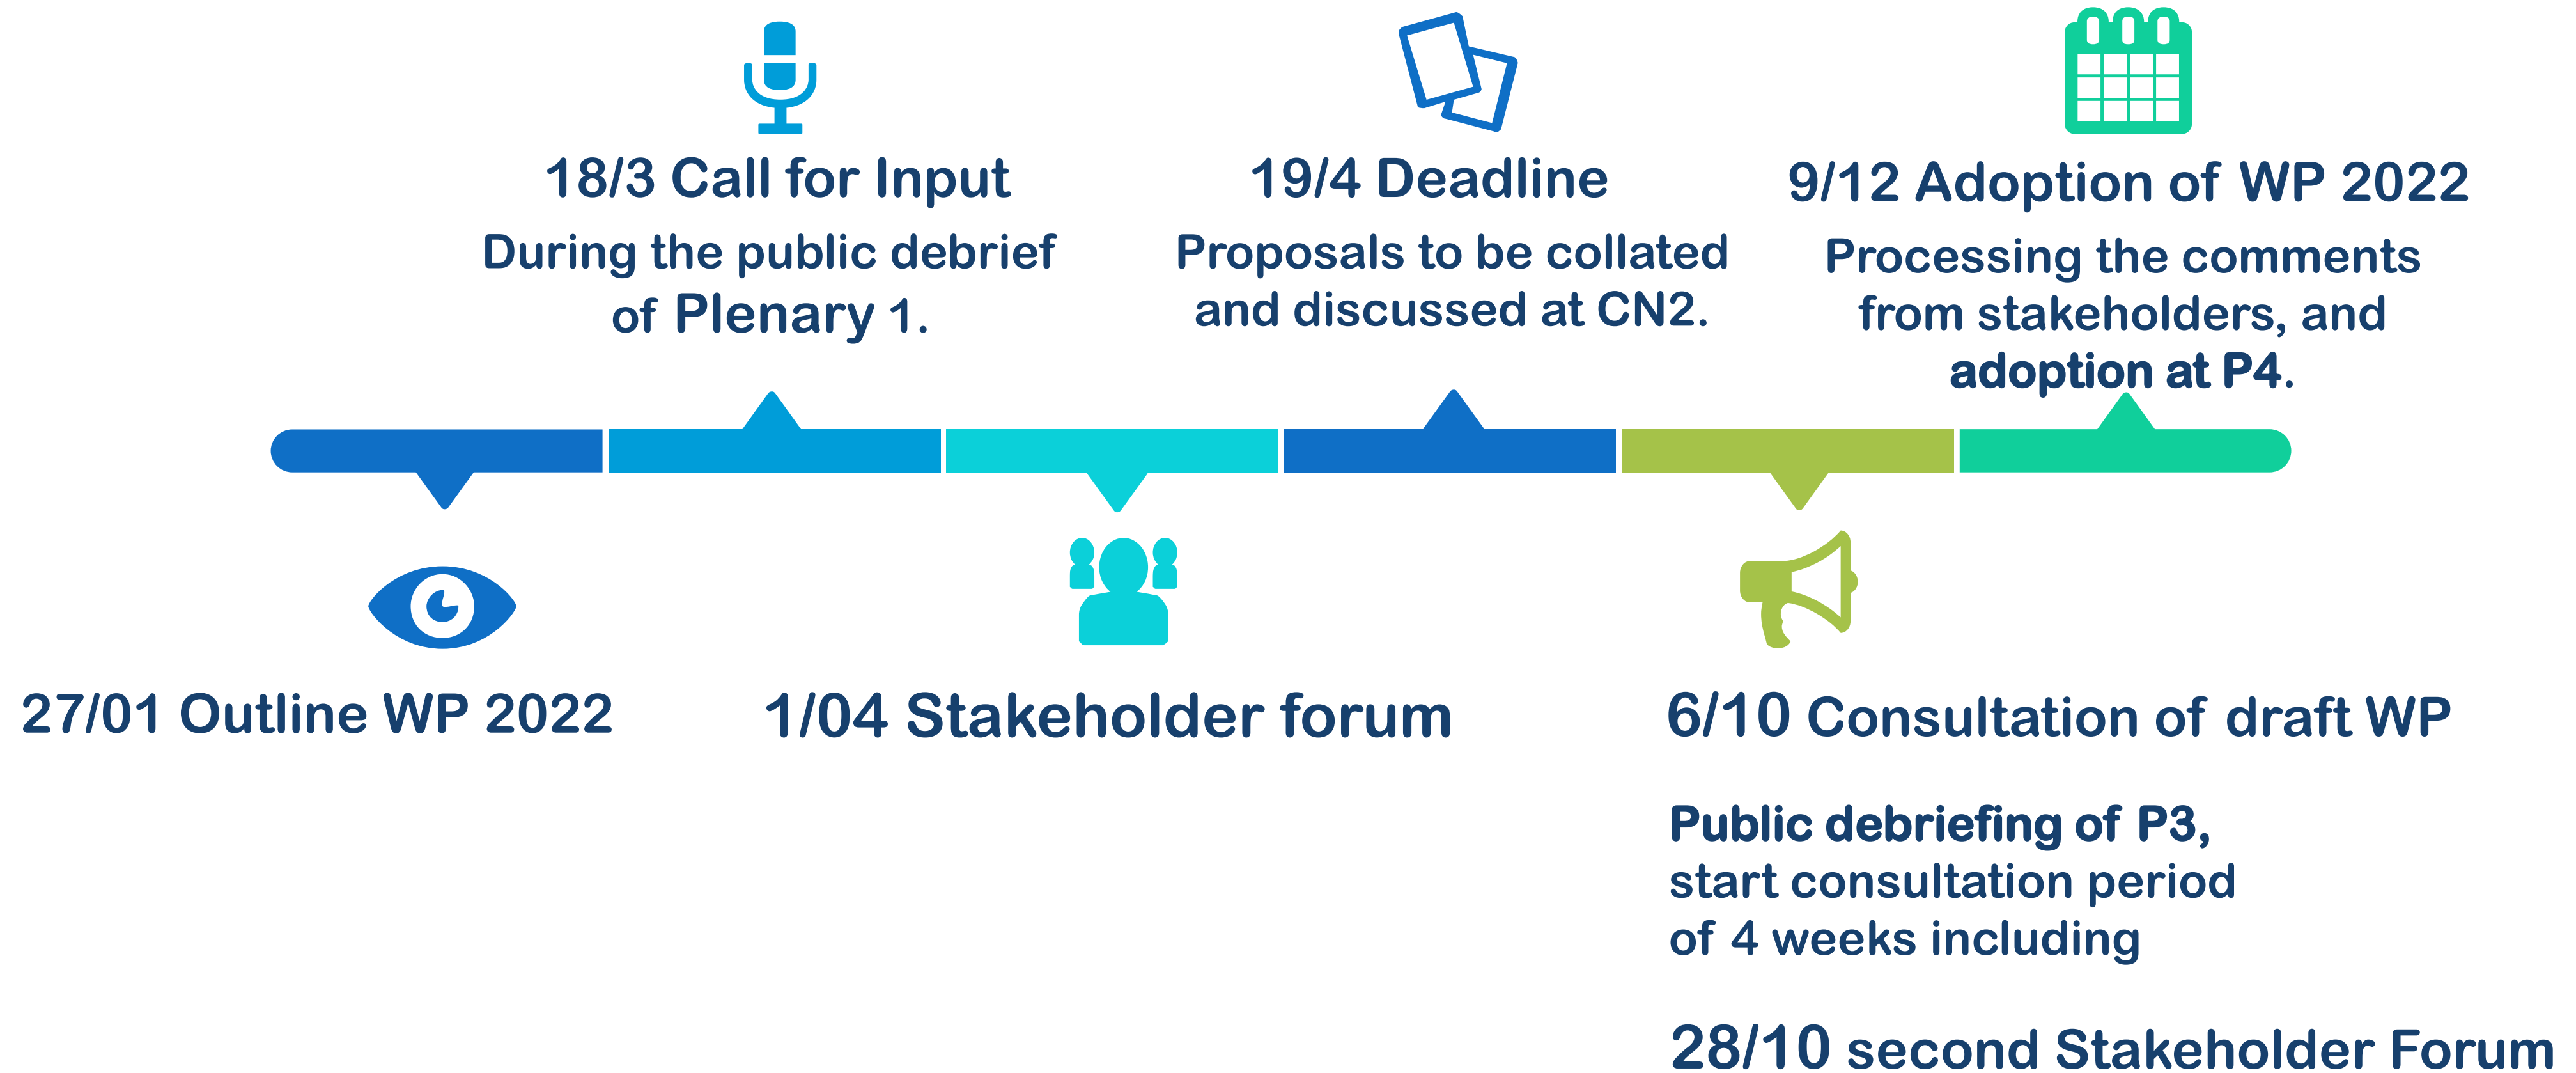 18/3 Call for Input
During the public debrief
of Plenary 1.
19/4 Deadline
Proposals to be collated
and discussed at CN2.
9/12 Adoption of WP 2022
Processing the comments
from stakeholders, and
adoption at P4.
27/01 Outline WP 2022
1/04 Stakeholder forum
6/10 Consultation of draft WP
Public debriefing of P3,
start consultation period
of 4 weeks including
28/10 second Stakeholder Forum